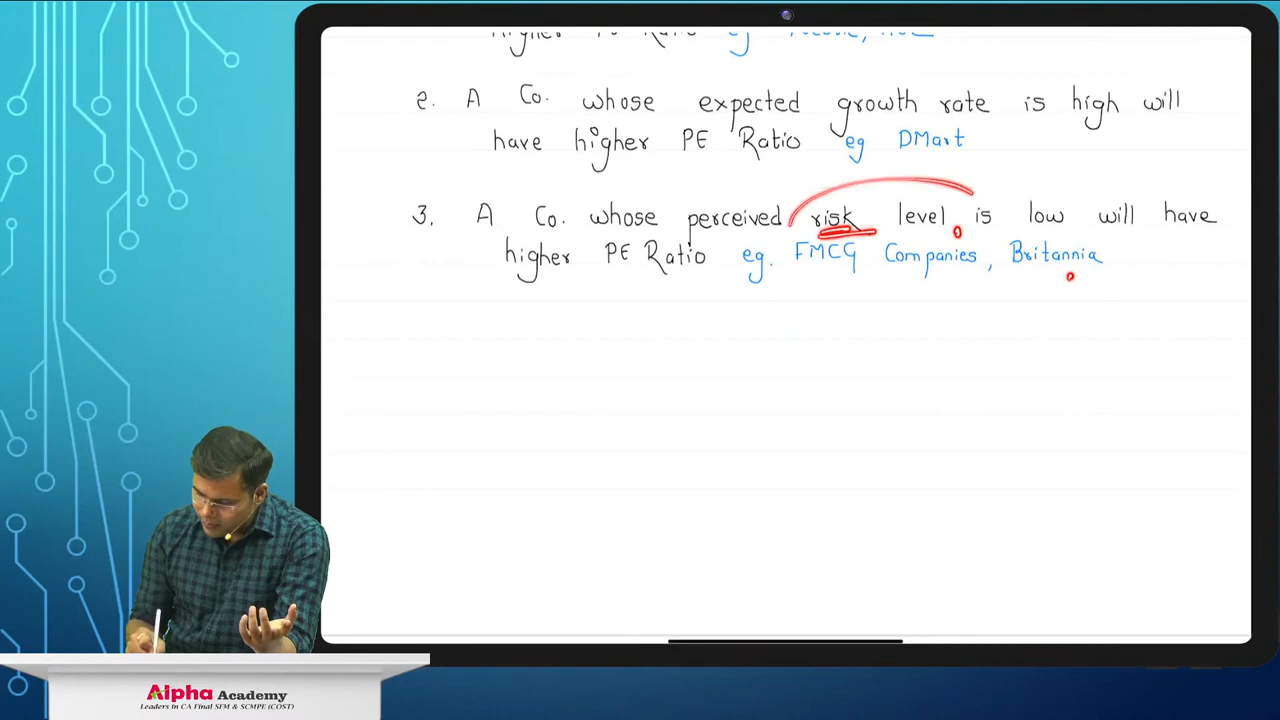 Ratio eg
2. A Co. whose expected growth rate is high will
have higher PE Ratio eg DMart
3. A Co. whose perceived risk level is low will have
higher PE Ratio eg. FMCG Companies, Britannia
Alpha Academy
Leaders in CA Final SFM & SCMPE (COST)